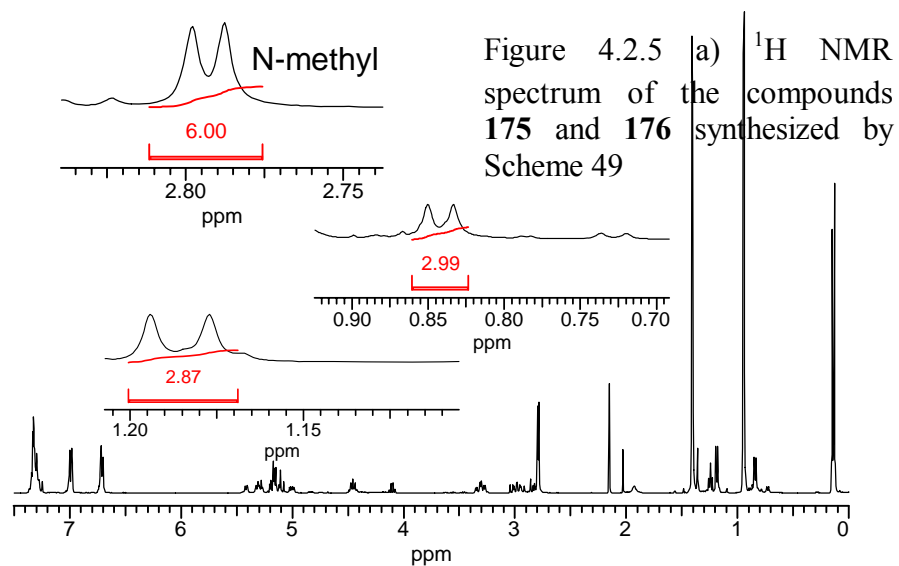 N-methyl
Figure 4.2.5 a) ¹H NMR
spectrum of the compounds
175 and 176 synthesized by
Scheme 49
6.00
2.80 2.75
ppm
2.99
0.90 0.85 0.80 0.75 0.70
ppm
2.87
1.20 1.15
ppm
7 6 5 4 3 2 1 0
ppm